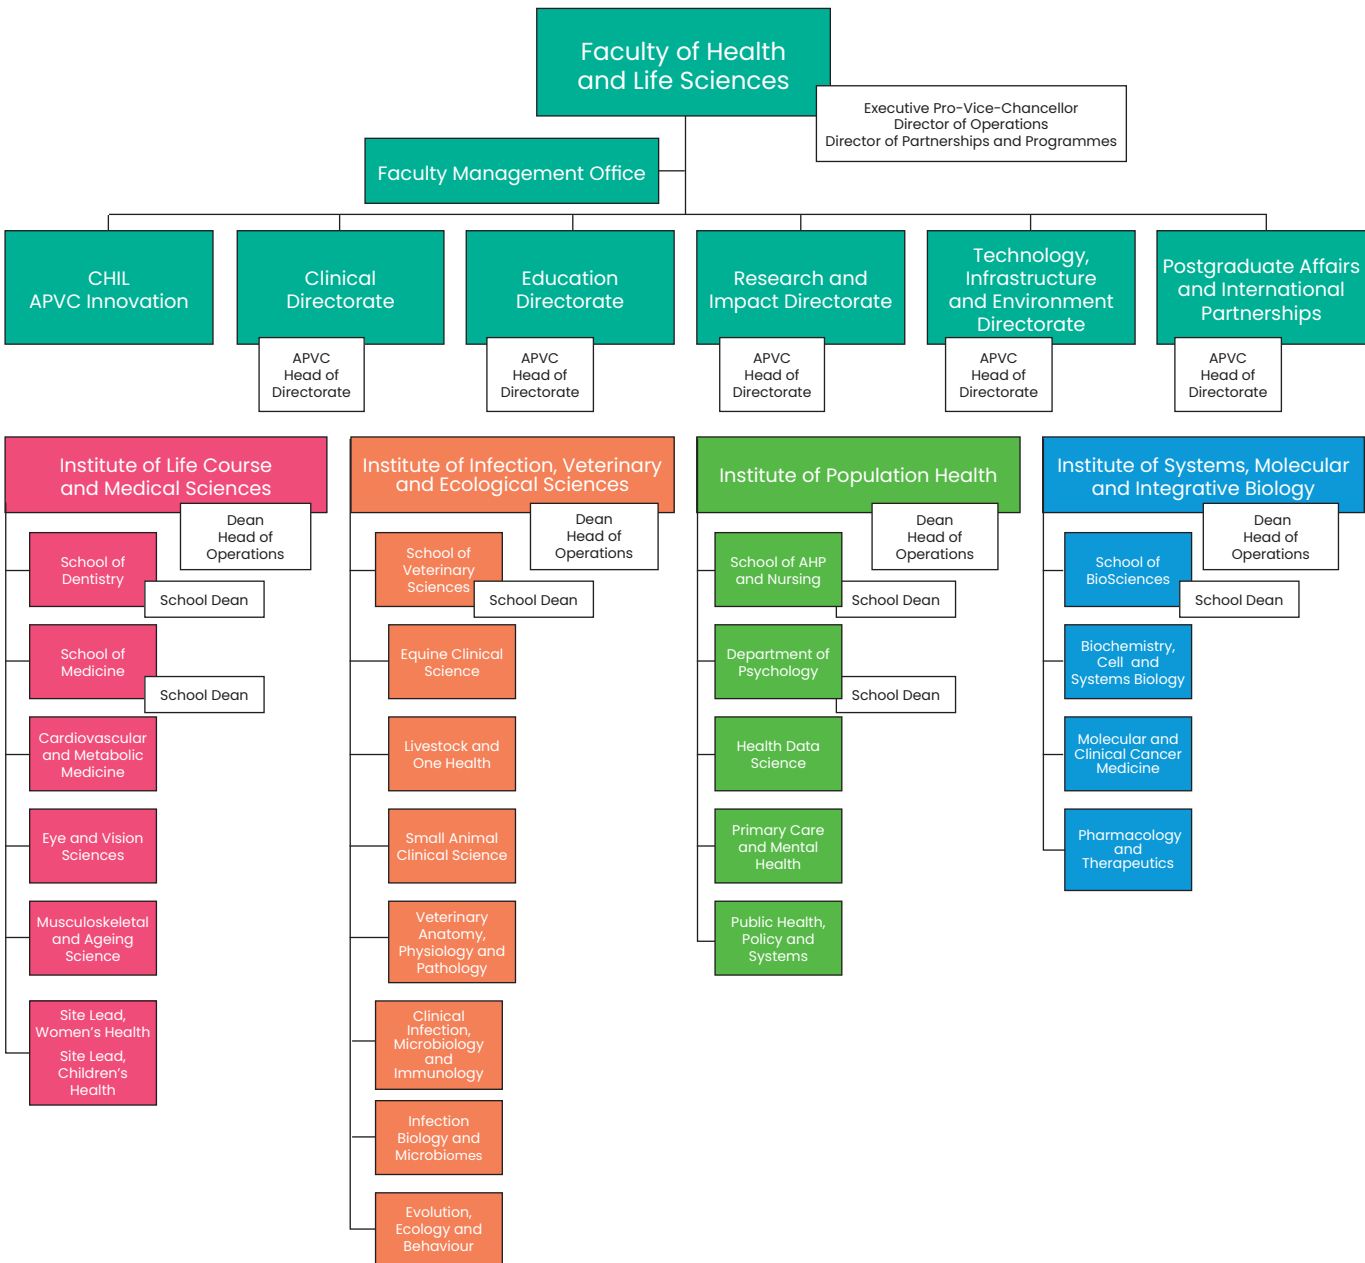 Faculty of Health
and Life Sciences
Executive Pro-Vice-Chancellor
Director of Operations
Director of Partnerships and Programmes
Faculty Management Office
CHIL
APVC Innovation
Clinical
Directorate
APVC
Head of
Directorate
Education
Directorate
APVC
Head of
Directorate
Research and
Impact Directorate
APVC
Head of
Directorate
Technology,
Infrastructure
and Environment
Directorate
APVC
Head of
Directorate
Postgraduate Affairs
and International
Partnerships
APVC
Head of
Directorate
Institute of Life Course
and Medical Sciences
Dean
Head of
Operations
School of
Dentistry
School Dean
School of
Medicine
School Dean
Cardiovascular
and Metabolic
Medicine
Eye and Vision
Sciences
Musculoskeletal
and Ageing
Science
Site Lead,
Women's Health
Site Lead,
Children's
Health
Institute of Infection, Veterinary
and Ecological Sciences
Dean
Head of
Operations
School of
Veterinary
Sciences
School Dean
Equine Clinical
Science
Livestock and
One Health
Small Animal
Clinical Science
Veterinary
Anatomy,
Physiology and
Pathology
Clinical
Infection,
Microbiology
and
Immunology
Infection
Biology and
Microbiomes
Evolution,
Ecology and
Behaviour
Institute of Population Health
Dean
Head of
Operations
School of AHP
and Nursing
School Dean
Department of
Psychology
School Dean
Health Data
Science
Primary Care
and Mental
Health
Public Health,
Policy and
Systems
Institute of Systems, Molecular
and Integrative Biology
Dean
Head of
Operations
School of
BioSciences
School Dean
Biochemistry,
Cell and
Systems Biology
Molecular and
Clinical Cancer
Medicine
Pharmacology
and
Therapeutics